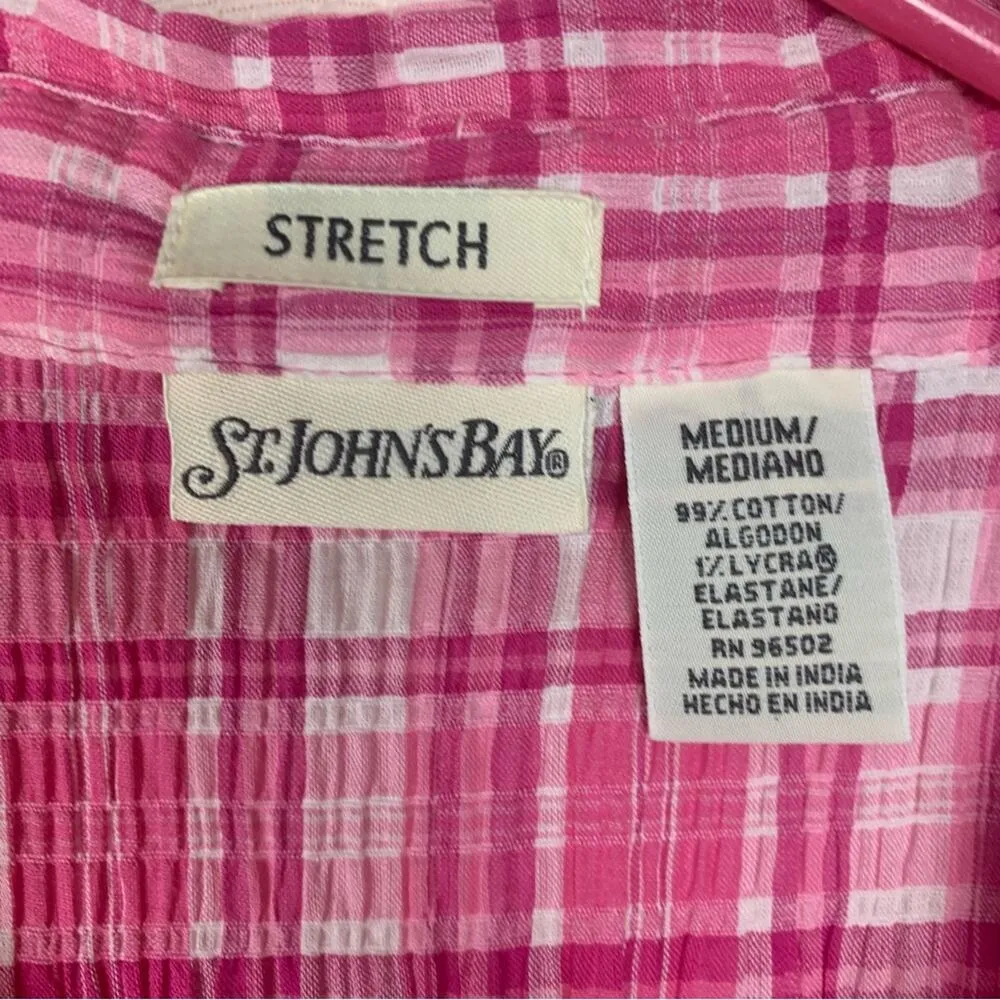 STRETCH
ST. JOHN'S BAY®
MEDIUM/
MEDIANO
99% COTTON/
ALGODON
1% LYCRA®
ELASTANE/
ELASTANO
RN 96502
MADE IN INDIA
HECHO EN INDIA